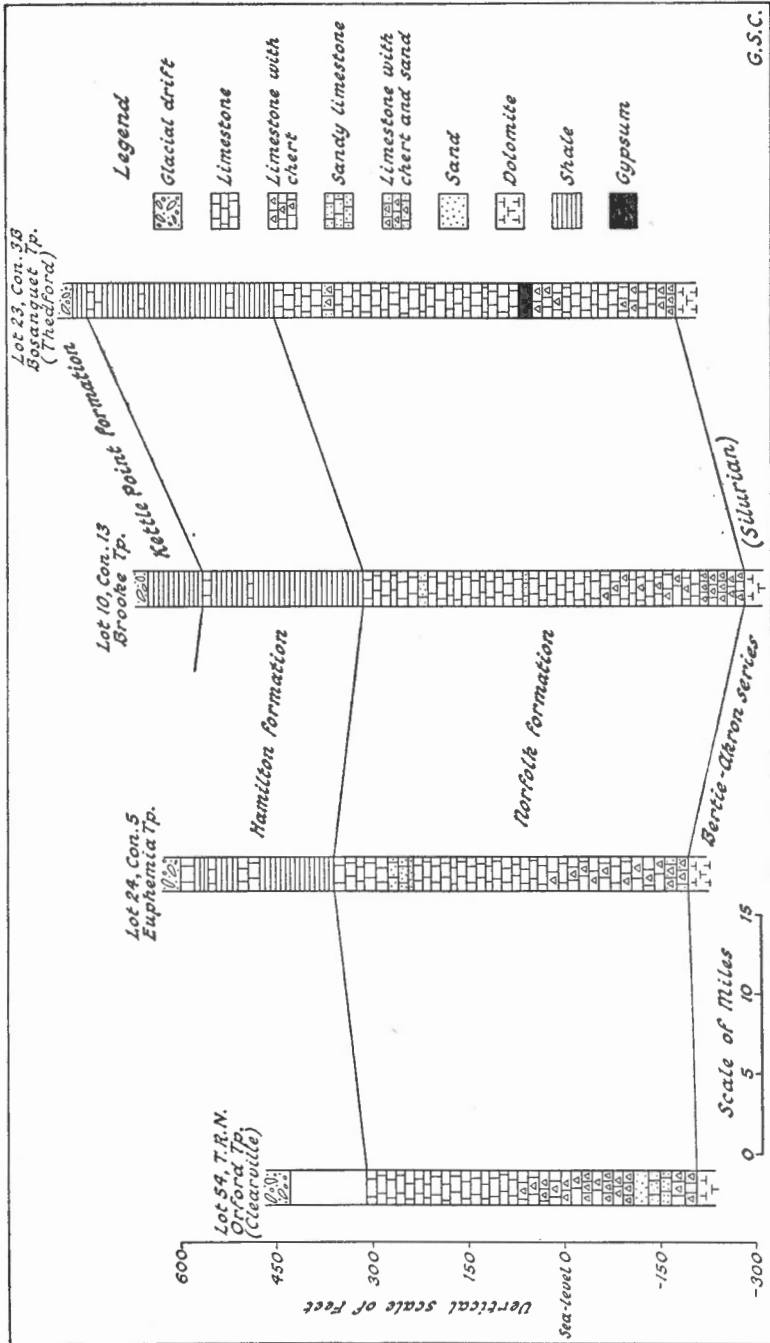 Lot 54, T.R.N.
Orford Tp.
(Clearville)
Lot 24, Con. 5
Euphemia Tp.
Lot 10, Con. 13
Brooke Tp.
Lot 23, Con. 3B
Bosanquet Tp.
(Thedford)
Kettle Point formation
Hamilton formation
Norfolk formation
Bertie-Akron series
(Silurian)
Legend
Glacial drift
Limestone
Limestone with
chert
Sandy limestone
Limestone with
chert and sand
Sand
Dolomite
Shale
Gypsum
Vertical scale of Feet
600
450
300
150
Sea-level 0
-150
-300
Scale of Miles
0 5 10 15
G.S.C.